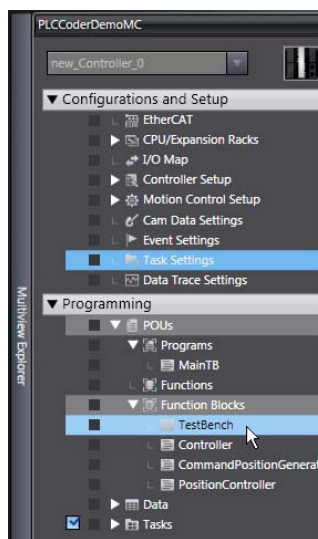 PLCCoderDemoMC
new_Controller_0
Multiview Explorer
Configurations and Setup
EtherCAT
CPU/Expansion Racks
I/O Map
Controller Setup
Motion Control Setup
Cam Data Settings
Event Settings
Task Settings
Data Trace Settings
Programming
POUs
Programs
MainTB
Functions
Function Blocks
TestBench
Controller
CommandPositionGenerat
PositionController
Data
Tasks